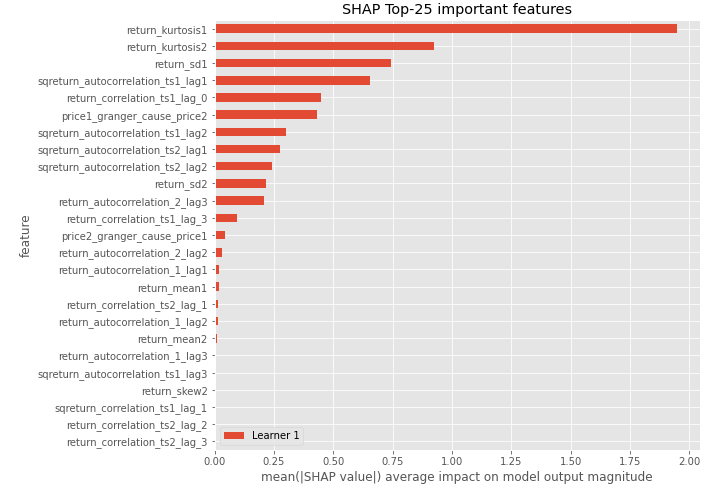 SHAP Top-25 important features
return_kurtosis1
return_kurtosis2
return_sd1
sqreturn_autocorrelation_ts1_lag1
return_correlation_ts1_lag_0
price1_granger_cause_price2
sqreturn_autocorrelation_ts1_lag2
sqreturn_autocorrelation_ts2_lag1
sqreturn_autocorrelation_ts2_lag2
return_sd2
return_autocorrelation_2_lag3
return_correlation_ts1_lag_3
price2_granger_cause_price1
return_autocorrelation_2_lag2
return_autocorrelation_1_lag1
return_mean1
return_correlation_ts2_lag_1
return_autocorrelation_1_lag2
return_mean2
return_autocorrelation_1_lag3
sqreturn_autocorrelation_ts1_lag3
return_skew2
sqreturn_correlation_ts1_lag_1
return_correlation_ts2_lag_2
return_correlation_ts2_lag_3
feature
Learner 1
0.00 0.25 0.50 0.75 1.00 1.25 1.50 1.75 2.00
mean(|SHAP value|) average impact on model output magnitude